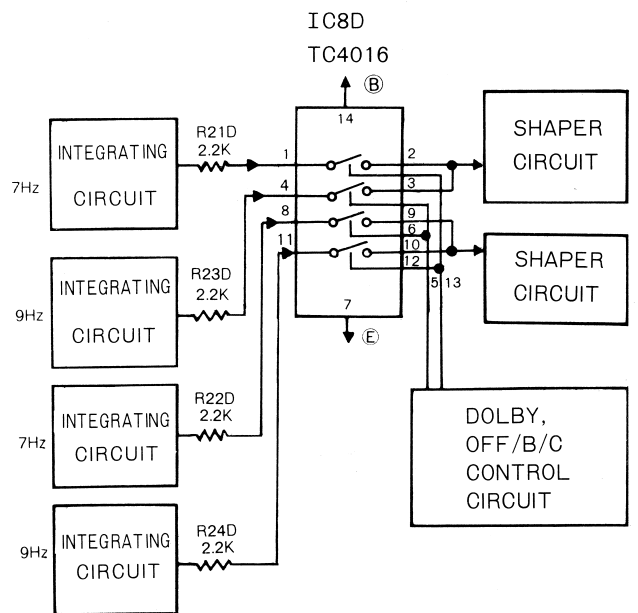 IC8D
TC4016
Ⓑ
14
INTEGRATING
CIRCUIT
7Hz
R21D
2.2K
1
2
3
SHAPER
CIRCUIT
4
8
9
6
11
10
12
5 13
R23D
2.2K
9Hz
INTEGRATING
CIRCUIT
SHAPER
CIRCUIT
7
Ⓔ
R22D
2.2K
7Hz
INTEGRATING
CIRCUIT
DOLBY,
OFF/B/C
CONTROL
CIRCUIT
R24D
2.2K
9Hz
INTEGRATING
CIRCUIT